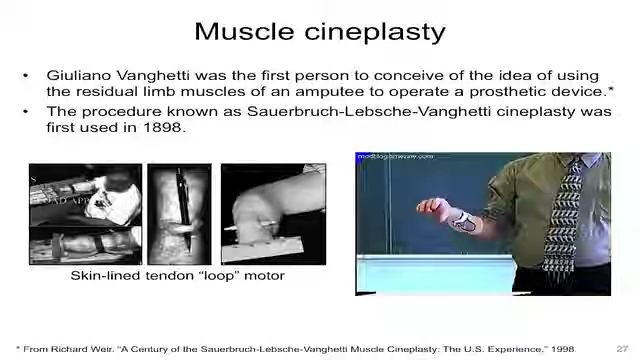 Muscle cineplasty
• Giuliano Vanghetti was the first person to conceive of the idea of using
the residual limb muscles of an amputee to operate a prosthetic device.*
• The procedure known as Sauerbruch-Lebsche-Vanghetti cineplasty was
first used in 1898.
Skin-lined tendon “loop” motor
* From Richard Weir, “A Century of the Sauerbruch-Lebsche-Vanghetti Muscle Cineplasty: The U.S. Experience,” 1998.
27